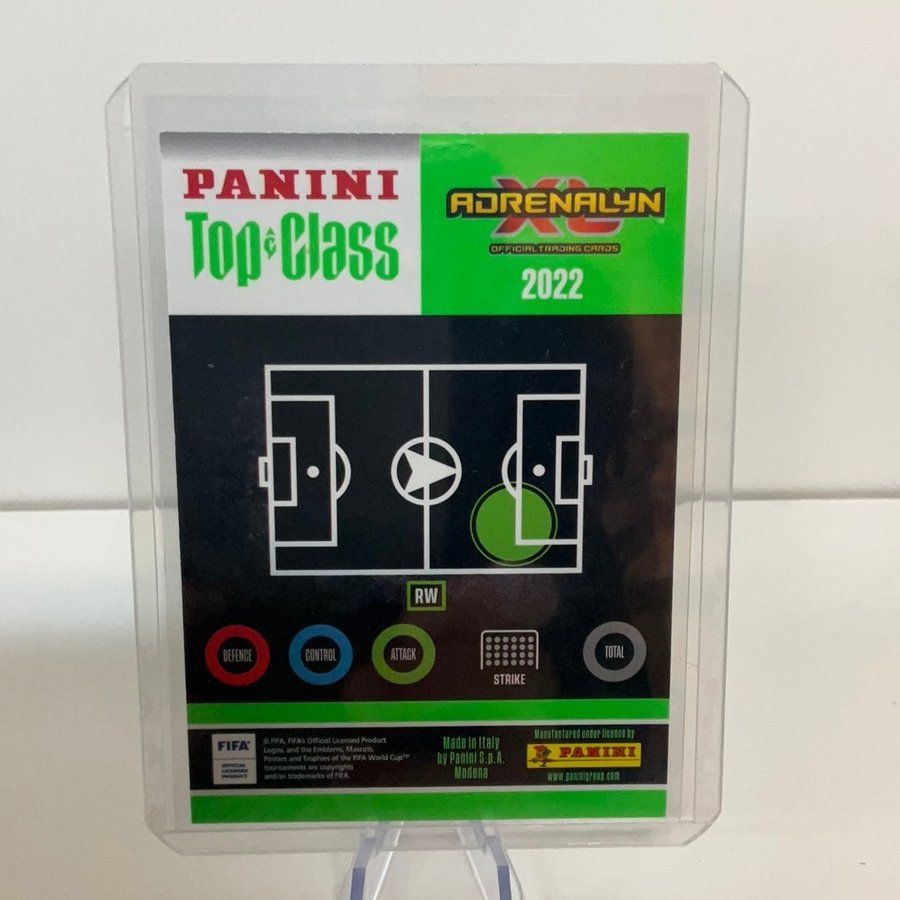 PANINI
Top Class
ADRENALYN
XL
OFFICIAL TRADING CARDS
2022
RW
DEFENCE
CONTROL
ATTACK
STRIKE
TOTAL
FIFA®
OFFICIAL
LICENSED
PRODUCT
© FIFA, FIFA's Official Licensed Product
Logos, and the Emblems, Mascots,
Posters and Trophies of the FIFA World Cup™
tournaments are copyrights
and/or trademarks of FIFA.
Made in Italy
by Panini S.p.A.
Modena
Manufactured under license by
PANINI
www.paninigroup.com